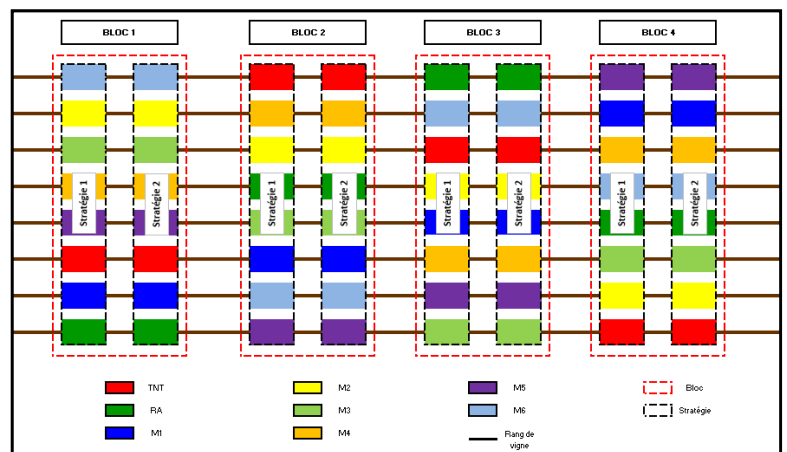 BLOC 1
BLOC 2
BLOC 3
BLOC 4
Stratégie 1
Stratégie 2
Stratégie 1
Stratégie 2
Stratégie 1
Stratégie 2
Stratégie 1
Stratégie 2
TNT
M2
M5
Bloc
RA
M3
M6
Stratégie
M1
M4
Rang de
vigne